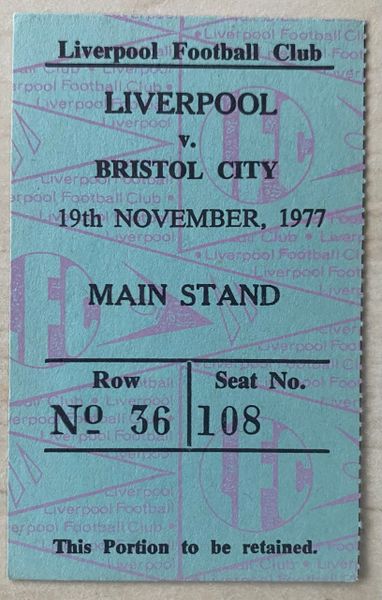 Liverpool Football Club
LIVERPOOL
v.
BRISTOL CITY
19th NOVEMBER, 1977
MAIN STAND
Row Seat No.
Nº 36 108
This Portion to be retained.